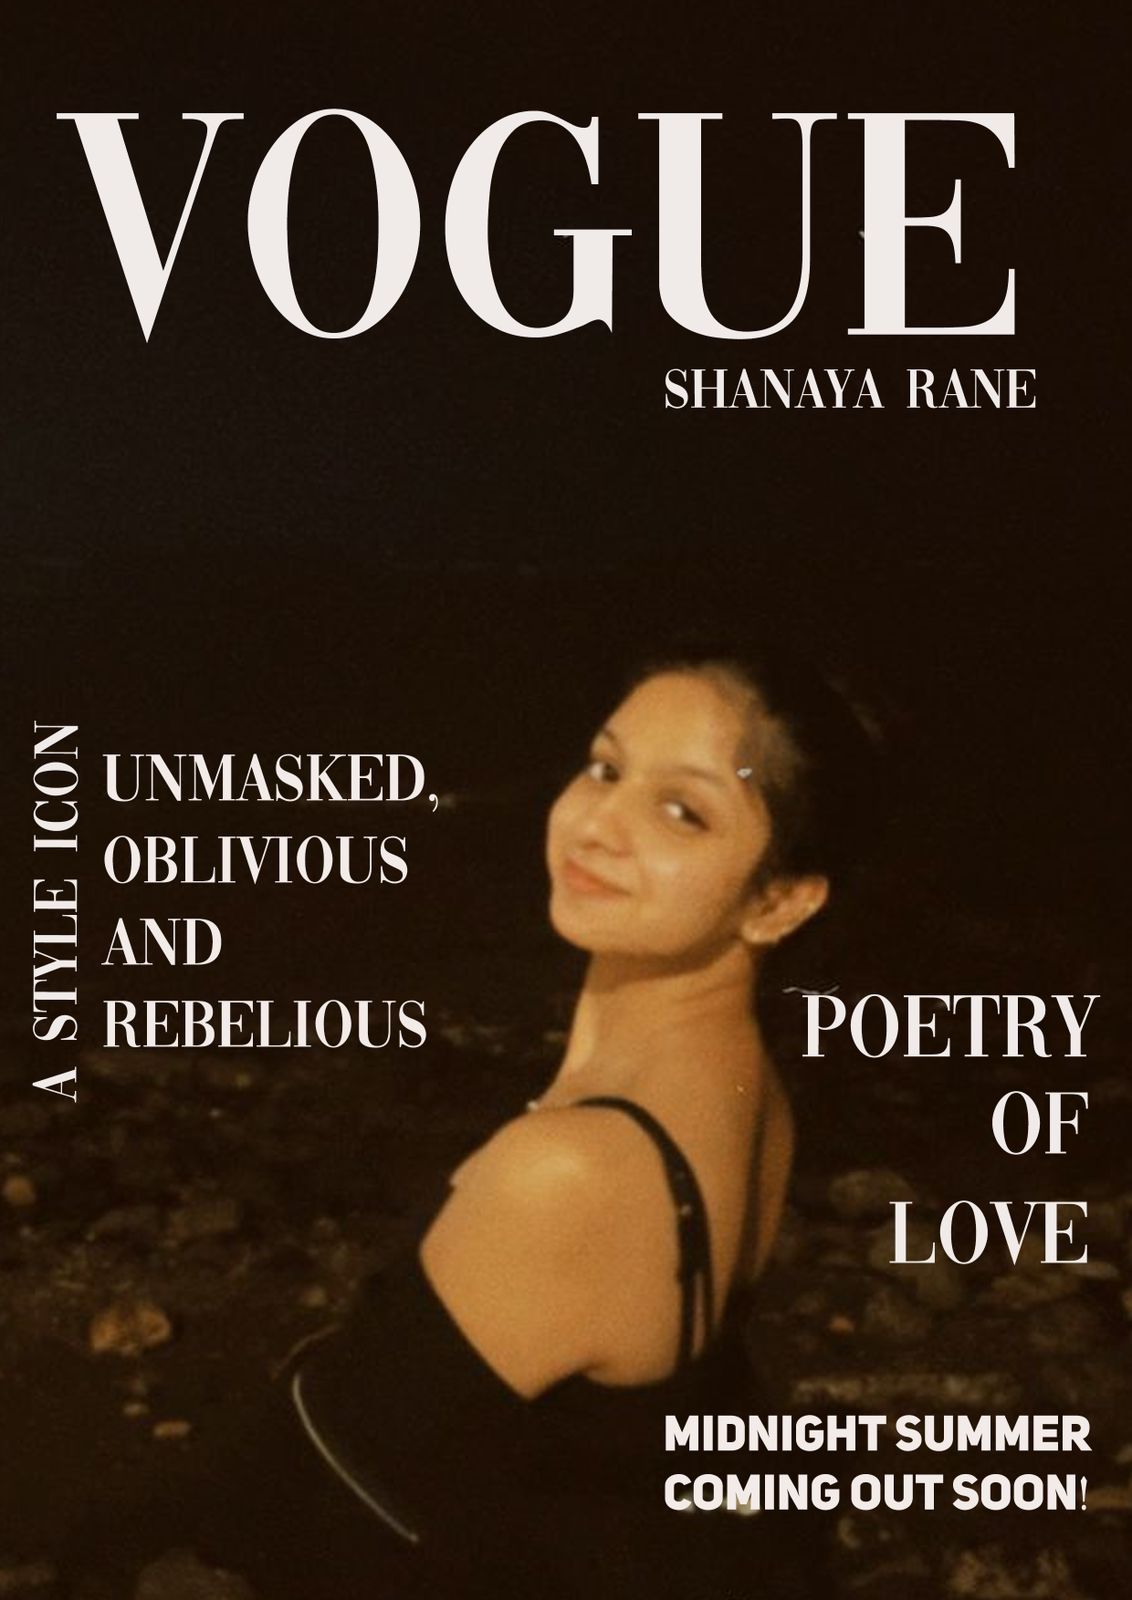 VOGUE
SHANAYA RANE
A STYLE ICON
UNMASKED,
OBLIVIOUS
AND
REBELIOUS
POETRY
OF
LOVE
MIDNIGHT SUMMER
COMING OUT SOON!